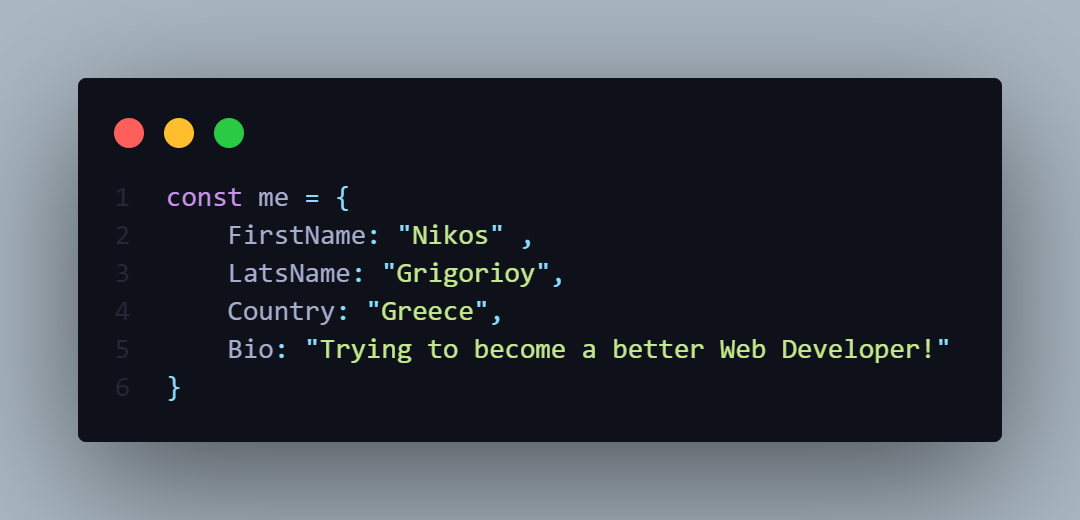 1 const me = {
2 FirstName: "Nikos" ,
3 LatsName: "Grigorioy",
4 Country: "Greece",
5 Bio: "Trying to become a better Web Developer!"
6 }